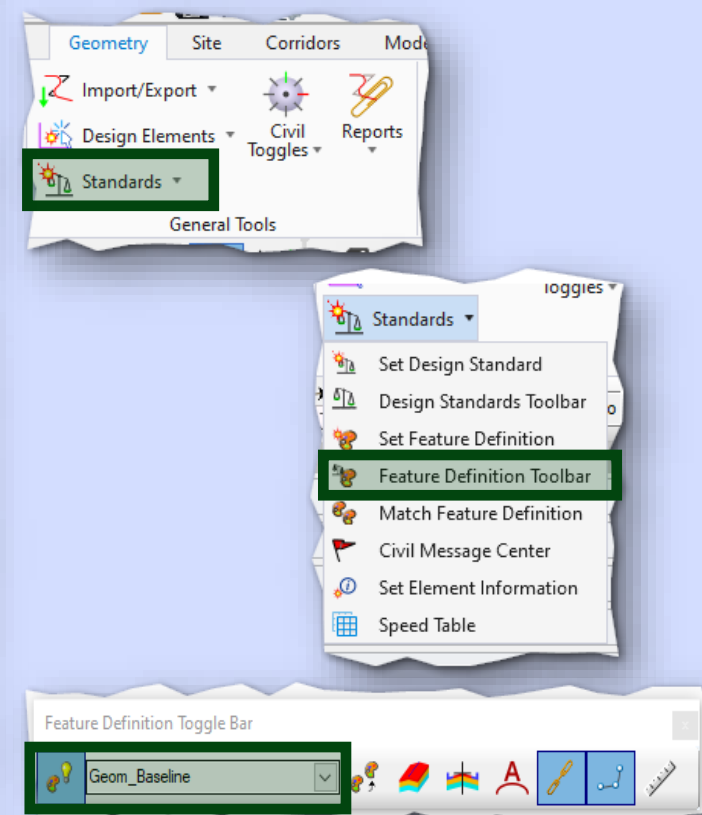 Geometry Site Corridors
Import/Export
Design Elements
Civil Toggles
Reports
Standards
General Tools
Toggles
Standards
Set Design Standard
Design Standards Toolbar
Set Feature Definition
Feature Definition Toolbar
Match Feature Definition
Civil Message Center
Set Element Information
Speed Table
Feature Definition Toggle Bar
x
Geom_Baseline